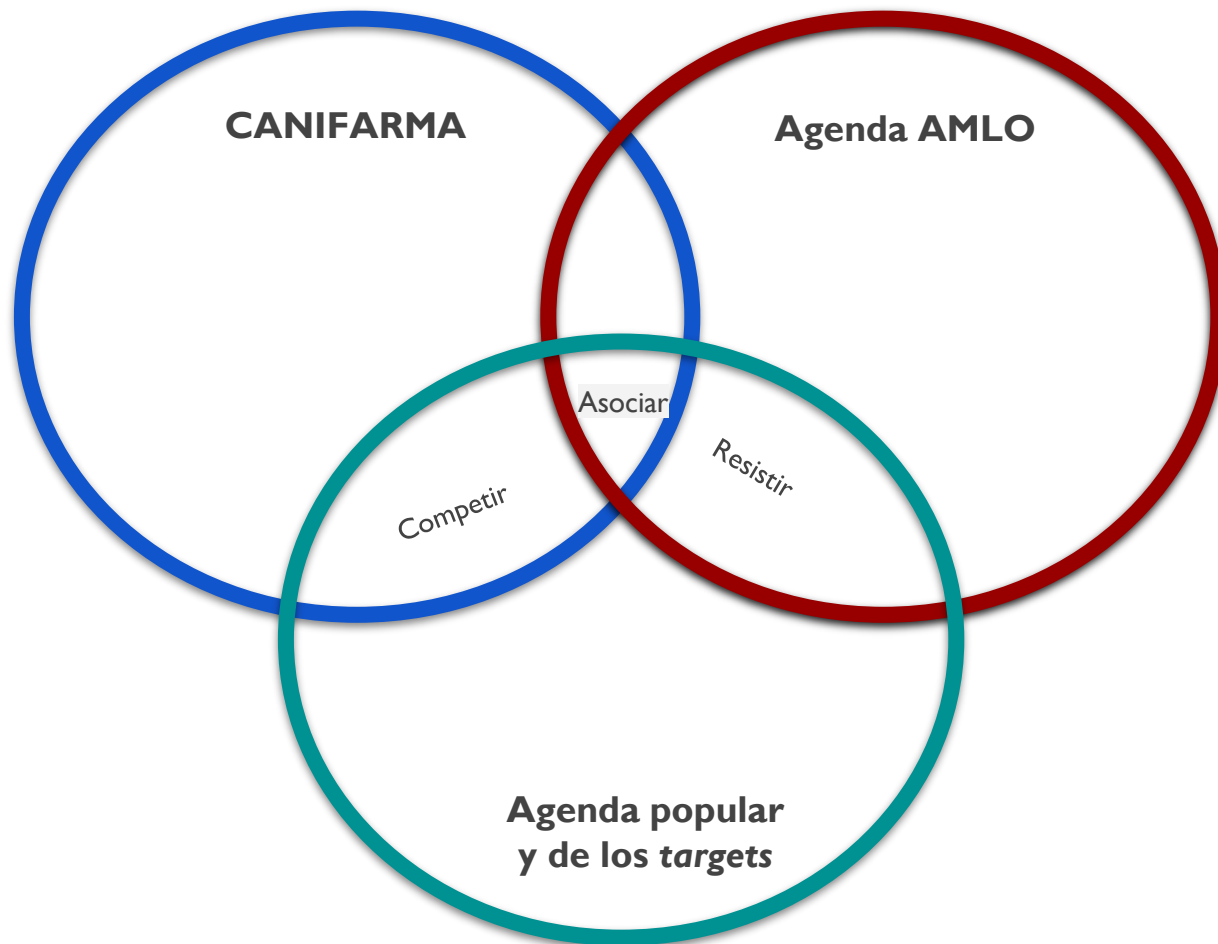 CANIFARMA
Agenda AMLO
Asociar
Resistir
Competir
Agenda popular
y de los targets